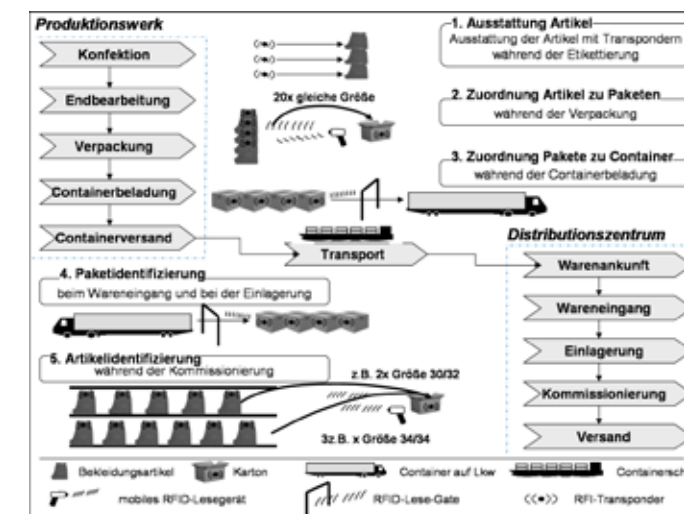 Produktionswerk
Konfektion
Endbearbeitung
Verpackung
Containerbeladung
Containerversand
20x gleiche Größe
1. Ausstattung Artikel
Ausstattung der Artikel mit Transpondern
während der Etikettierung
2. Zuordnung Artikel zu Paketen
während der Verpackung
3. Zuordnung Pakete zu Container
während der Containerbeladung
Transport
Distributionszentrum
Warenankunft
Wareneingang
Einlagerung
Kommissionierung
Versand
4. Paketidentifizierung
beim Wareneingang und bei der Einlagerung
5. Artikelidentifizierung
während der Kommissionierung
z.B. 2x Größe 30/32
3z.B. x Größe 34/34
Bekleidungsartikel Karton Container auf Lkw Containersch
mobiles RFID-Lesegerät RFID-Lese-Gate RFI-Transponder